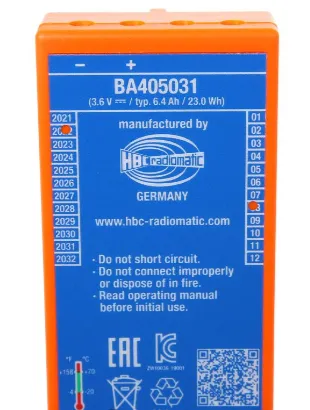 − +
BA405031
(3.6 V ⎓ / typ. 6.4 Ah / 23.0 Wh)
manufactured by
HBC radiomatic
GERMANY
www.hbc-radiomatic.com
2021
2023
2024
2025
2026
2027
2028
2029
2030
2031
2032
01
02
03
04
05
06
07
09
10
11
12
· Do not short circuit.
· Do not connect improperly
or dispose of in fire.
· Read operating manual
before initial use.
EAC
°F °C
+158 +70
-4 -20